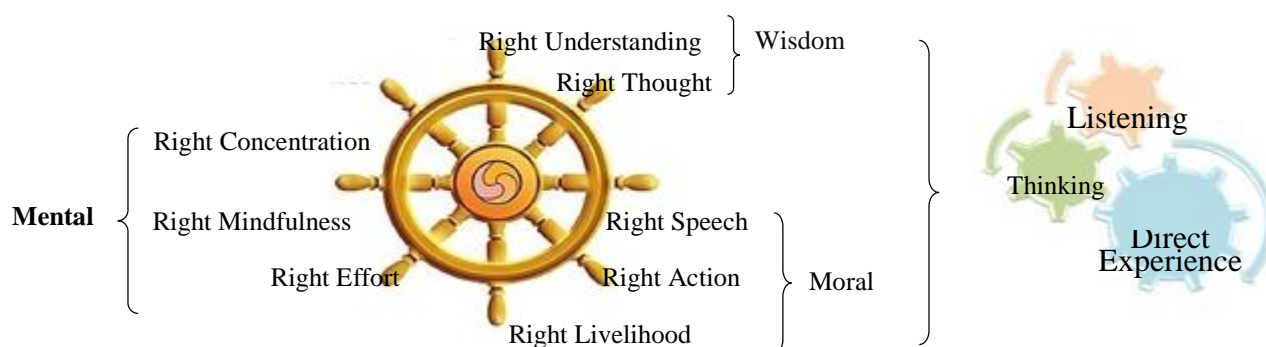 Right Understanding
Wisdom
Right Thought
Right Concentration
Mental
Right Mindfulness
Right Effort
Right Speech
Right Action
Moral
Right Livelihood
Listening
Thinking
Direct
Experience